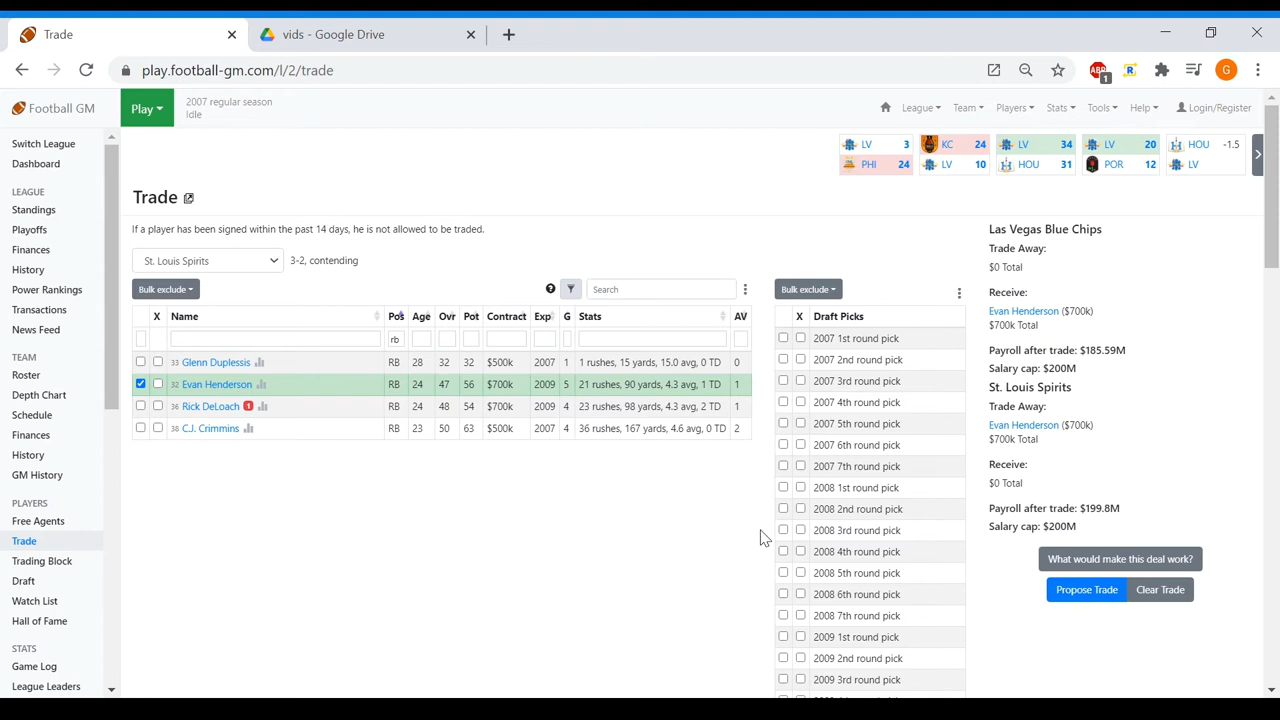 Trade
vids - Google Drive
play.football-gm.com/l/2/trade
1
G
Football GM
Play
2007 regular season
Idle
League
Team
Players
Stats
Tools
Help
Login/Register
Switch League
Dashboard
LEAGUE
Standings
Playoffs
Finances
History
Power Rankings
Transactions
News Feed
TEAM
Roster
Depth Chart
Schedule
Finances
History
GM History
PLAYERS
Free Agents
Trade
Trading Block
Draft
Watch List
Hall of Fame
STATS
Game Log
League Leaders
LV 3
PHI 24
KC 24
LV 10
LV 34
HOU 31
LV 20
POR 12
HOU -1.5
LV
Trade
If a player has been signed within the past 14 days, he is not allowed to be traded.
St. Louis Spirits
3-2, contending
Bulk exclude
Search
X Name Pos Age Ovr Pot Contract Exp G Stats AV
rb
33 Glenn Duplessis RB 28 32 32 $500k 2007 1 1 rushes, 15 yards, 15.0 avg, 0 TD 0
32 Evan Henderson RB 24 47 56 $700k 2009 5 21 rushes, 90 yards, 4.3 avg, 1 TD 1
36 Rick DeLoach 1 RB 24 48 54 $700k 2009 4 23 rushes, 98 yards, 4.3 avg, 2 TD 1
38 C.J. Crimmins RB 23 50 63 $500k 2007 4 36 rushes, 167 yards, 4.6 avg, 0 TD 2
Bulk exclude
X Draft Picks
2007 1st round pick
2007 2nd round pick
2007 3rd round pick
2007 4th round pick
2007 5th round pick
2007 6th round pick
2007 7th round pick
2008 1st round pick
2008 2nd round pick
2008 3rd round pick
2008 4th round pick
2008 5th round pick
2008 6th round pick
2008 7th round pick
2009 1st round pick
2009 2nd round pick
2009 3rd round pick
Las Vegas Blue Chips
Trade Away:
$0 Total
Receive:
Evan Henderson ($700k)
$700k Total
Payroll after trade: $185.59M
Salary cap: $200M
St. Louis Spirits
Trade Away:
Evan Henderson ($700k)
$700k Total
Receive:
$0 Total
Payroll after trade: $199.8M
Salary cap: $200M
What would make this deal work?
Propose Trade
Clear Trade